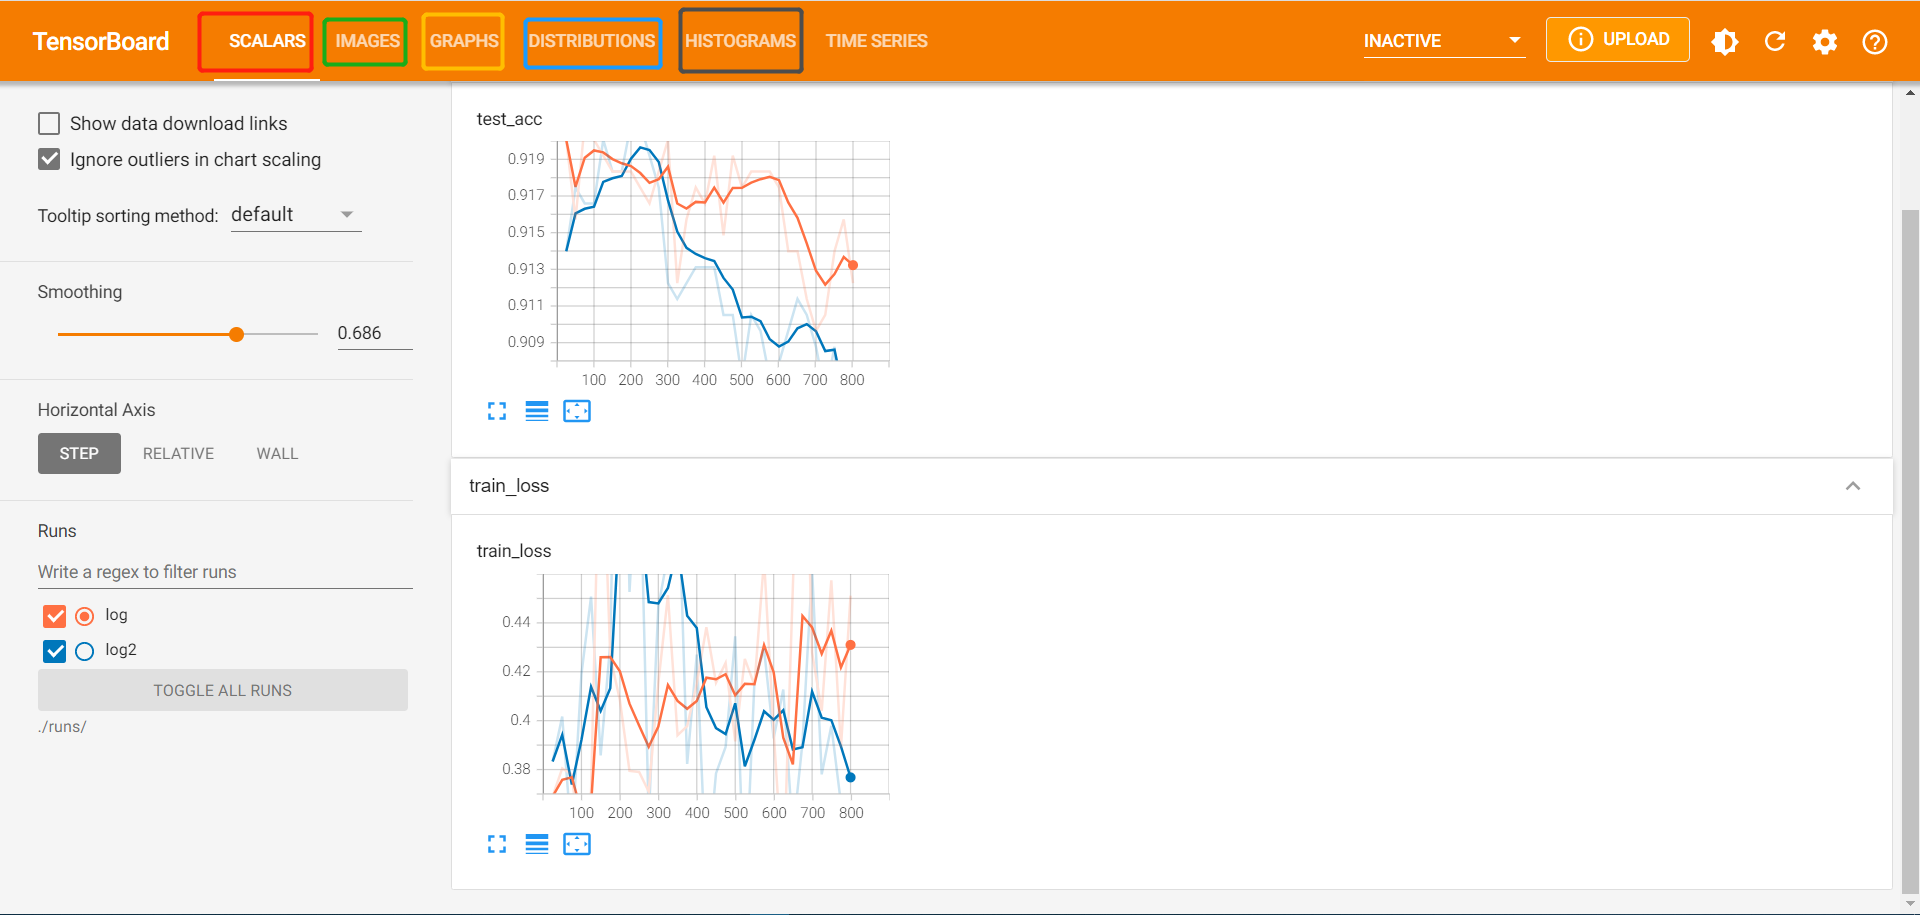 TensorBoard SCALARS IMAGES GRAPHS DISTRIBUTIONS HISTOGRAMS TIME SERIES INACTIVE UPLOAD
Show data download links
Ignore outliers in chart scaling
Tooltip sorting method: default
Smoothing
0.686
Horizontal Axis
STEP RELATIVE WALL
Runs
Write a regex to filter runs
log
log2
TOGGLE ALL RUNS
./runs/
test_acc
0.919
0.917
0.915
0.913
0.911
0.909
100 200 300 400 500 600 700 800
train_loss
train_loss
0.44
0.42
0.4
0.38
100 200 300 400 500 600 700 800